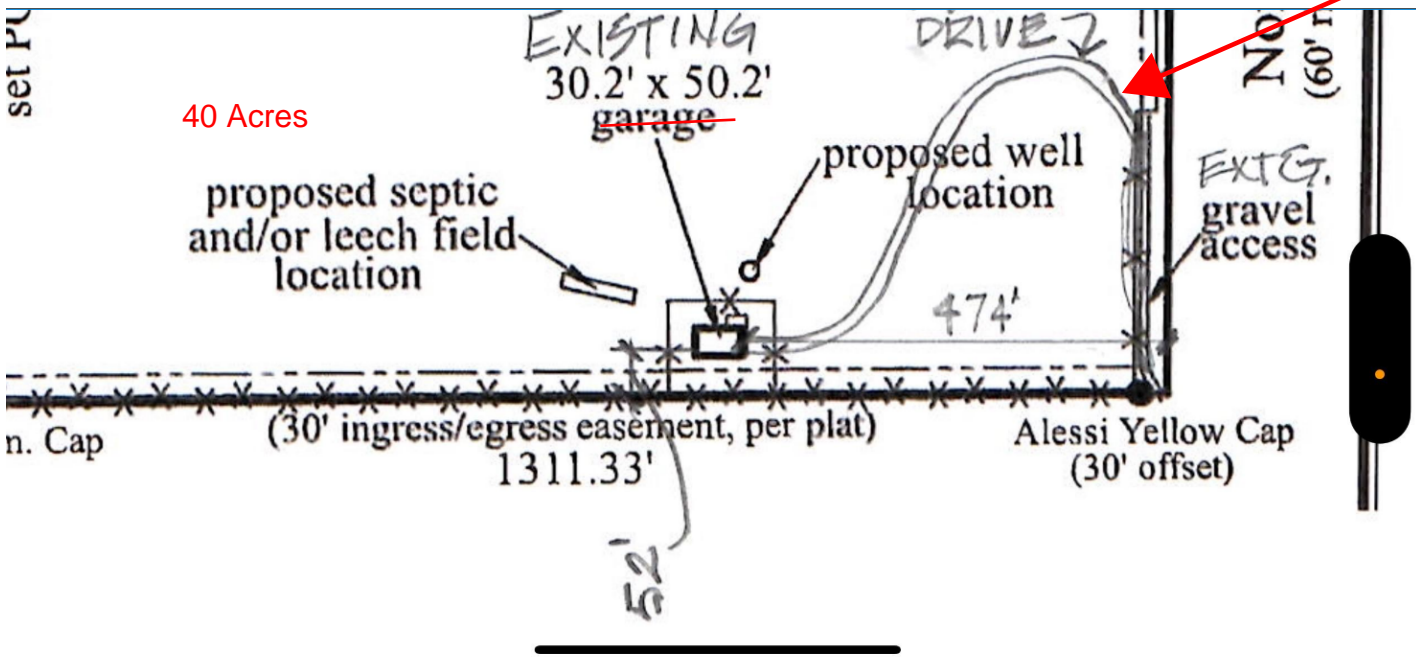 set
EXISTING
30.2' x 50.2'
garage
DRIVE 2
No
(60'
40 Acres
proposed well
location
EXTG.
gravel
access
proposed septic
and/or leech field
location
474'
n. Cap
(30' ingress/egress easement, per plat)
1311.33'
Alessi Yellow Cap
(30' offset)
52'